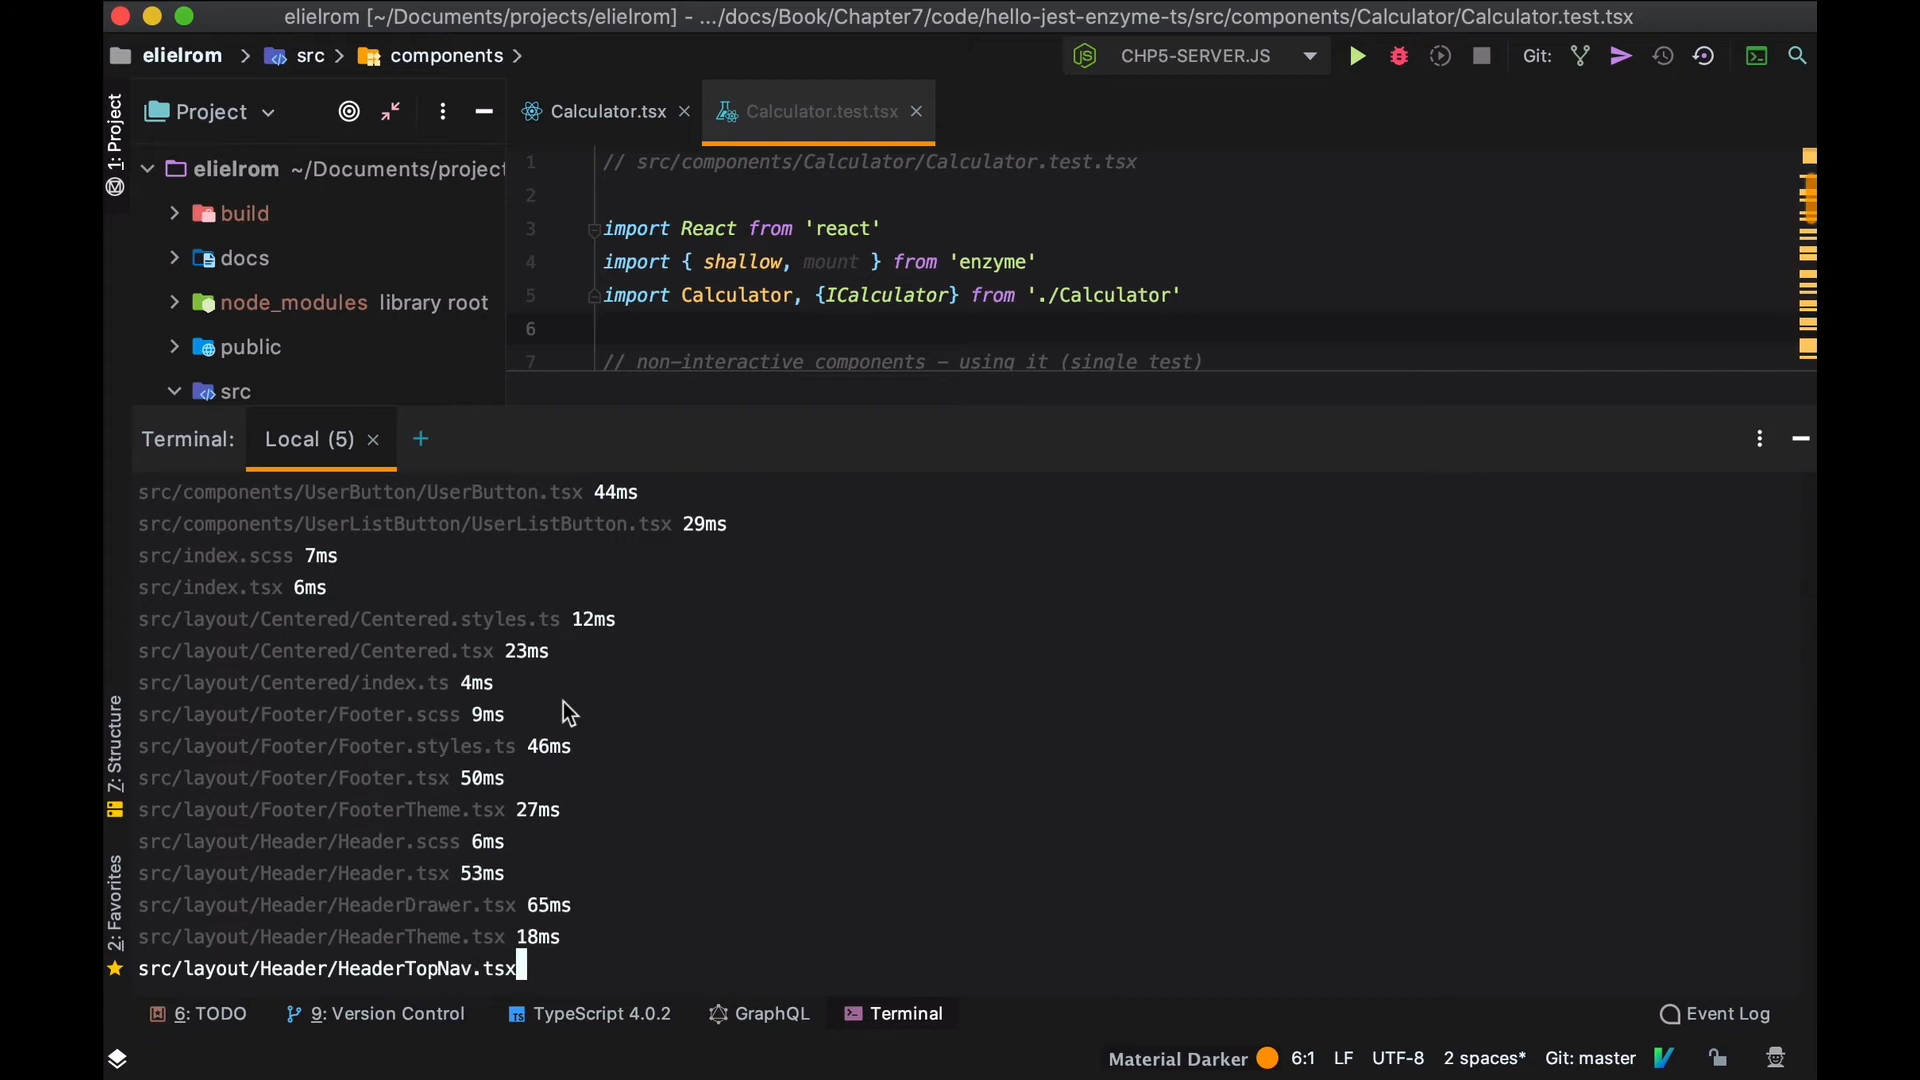 elielrom [~/Documents/projects/elielrom] - .../docs/Book/Chapter7/code/hello-jest-enzyme-ts/src/components/Calculator/Calculator.test.tsx
elielrom > src > components >
CHP5-SERVER.JS
Git:
1: Project
Project
Calculator.tsx
Calculator.test.tsx
elielrom ~/Documents/project
build
docs
node_modules library root
public
src
1 // src/components/Calculator/Calculator.test.tsx
2
3 import React from 'react'
4 import { shallow, mount } from 'enzyme'
5 import Calculator, {ICalculator} from './Calculator'
6
7 // non-interactive components – using it (single test)
Terminal: Local (5) +
src/components/UserButton/UserButton.tsx 44ms
src/components/UserListButton/UserListButton.tsx 29ms
src/index.scss 7ms
src/index.tsx 6ms
src/layout/Centered/Centered.styles.ts 12ms
src/layout/Centered/Centered.tsx 23ms
src/layout/Centered/index.ts 4ms
src/layout/Footer/Footer.scss 9ms
src/layout/Footer/Footer.styles.ts 46ms
src/layout/Footer/Footer.tsx 50ms
src/layout/Footer/FooterTheme.tsx 27ms
src/layout/Header/Header.scss 6ms
src/layout/Header/Header.tsx 53ms
src/layout/Header/HeaderDrawer.tsx 65ms
src/layout/Header/HeaderTheme.tsx 18ms
src/layout/Header/HeaderTopNav.tsx
7: Structure
2: Favorites
6: TODO
9: Version Control
TypeScript 4.0.2
GraphQL
Terminal
Event Log
Material Darker
6:1
LF
UTF-8
2 spaces*
Git: master